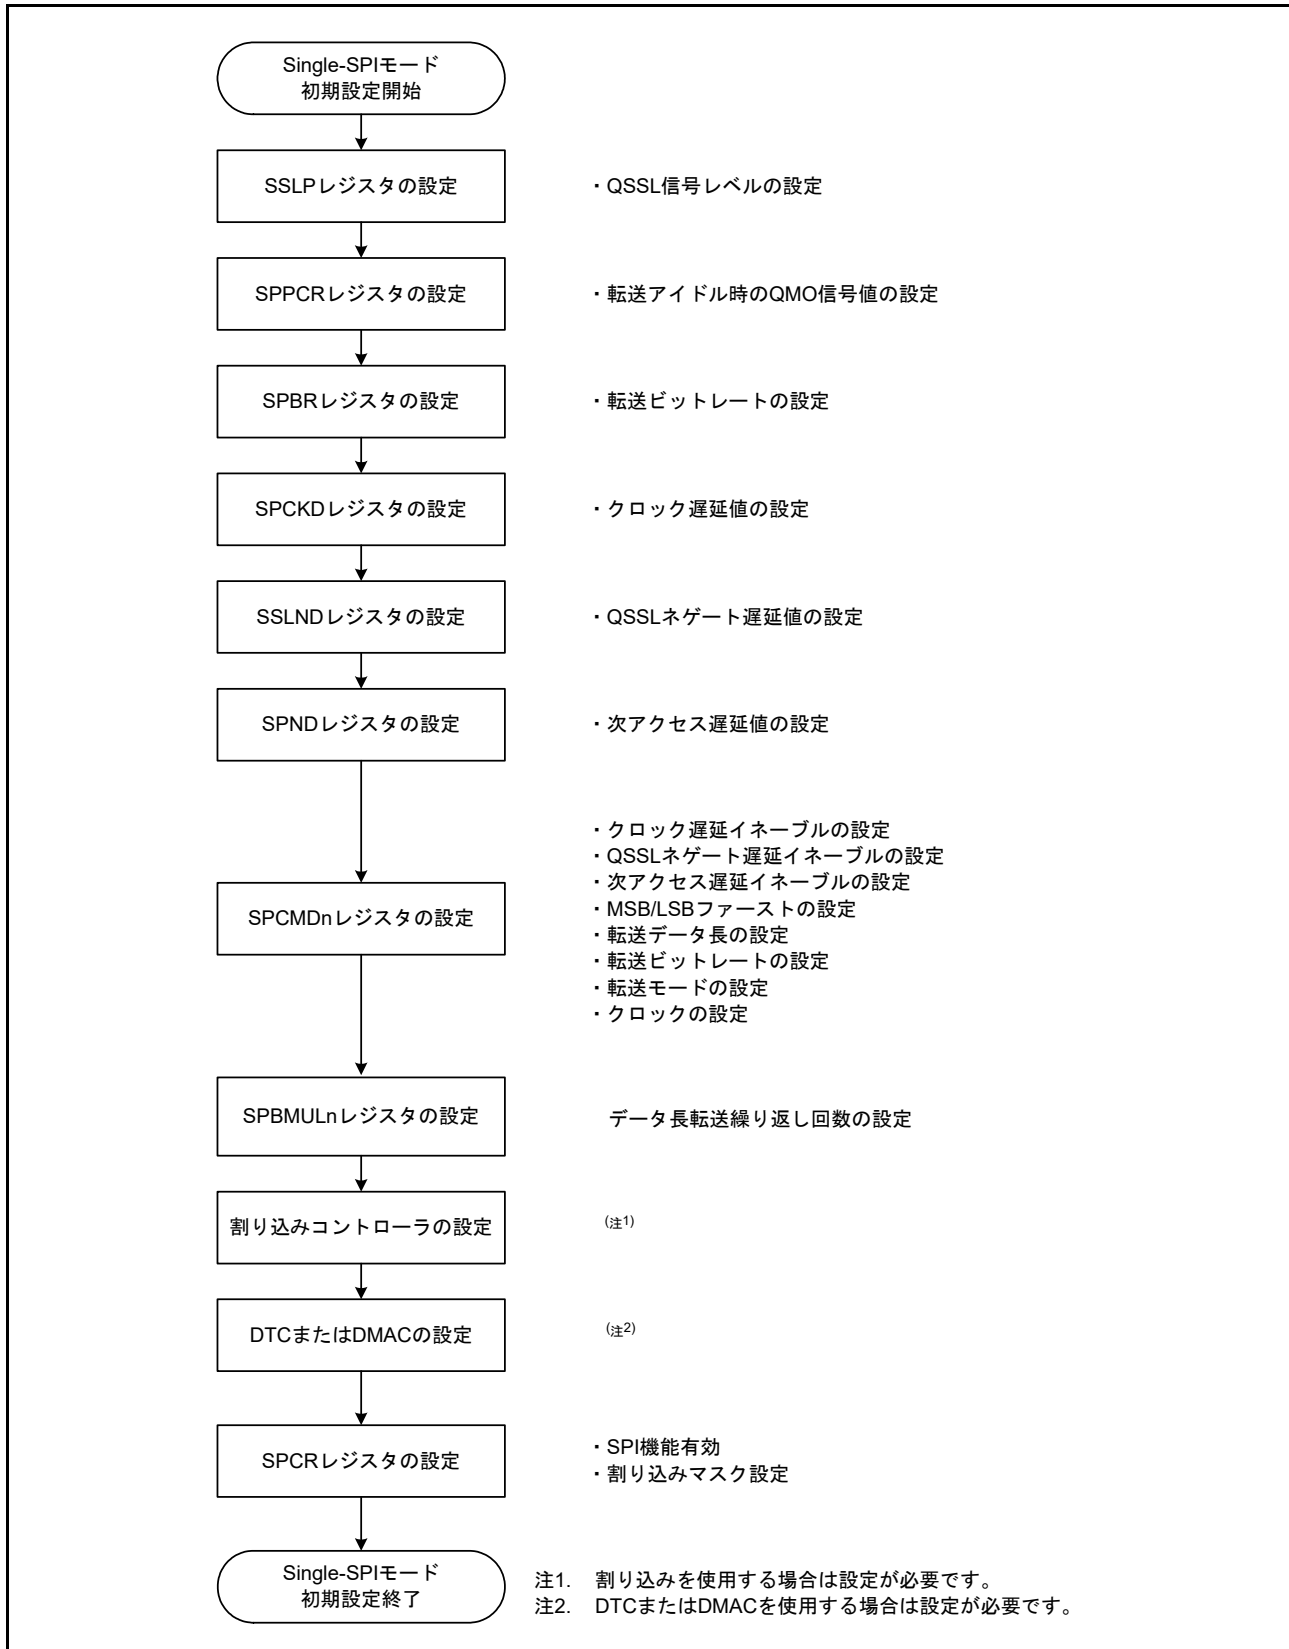 Single-SPIモード
初期設定開始
SSLPレジスタの設定
・QSSL信号レベルの設定
SPPCRレジスタの設定
・転送アイドル時のQMO信号値の設定
SPBRレジスタの設定
・転送ビットレートの設定
SPCKDレジスタの設定
・クロック遅延値の設定
SSLNDレジスタの設定
・QSSLネゲート遅延値の設定
SPNDレジスタの設定
・次アクセス遅延値の設定
SPCMDnレジスタの設定
・クロック遅延イネーブルの設定
・QSSLネゲート遅延イネーブルの設定
・次アクセス遅延イネーブルの設定
・MSB/LSBファーストの設定
・転送データ長の設定
・転送ビットレートの設定
・転送モードの設定
・クロックの設定
SPBMULnレジスタの設定
データ長転送繰り返し回数の設定
割り込みコントローラの設定
(注1)
DTCまたはDMACの設定
(注2)
SPCRレジスタの設定
・SPI機能有効
・割り込みマスク設定
Single-SPIモード
初期設定終了
注1. 割り込みを使用する場合は設定が必要です。
注2. DTCまたはDMACを使用する場合は設定が必要です。